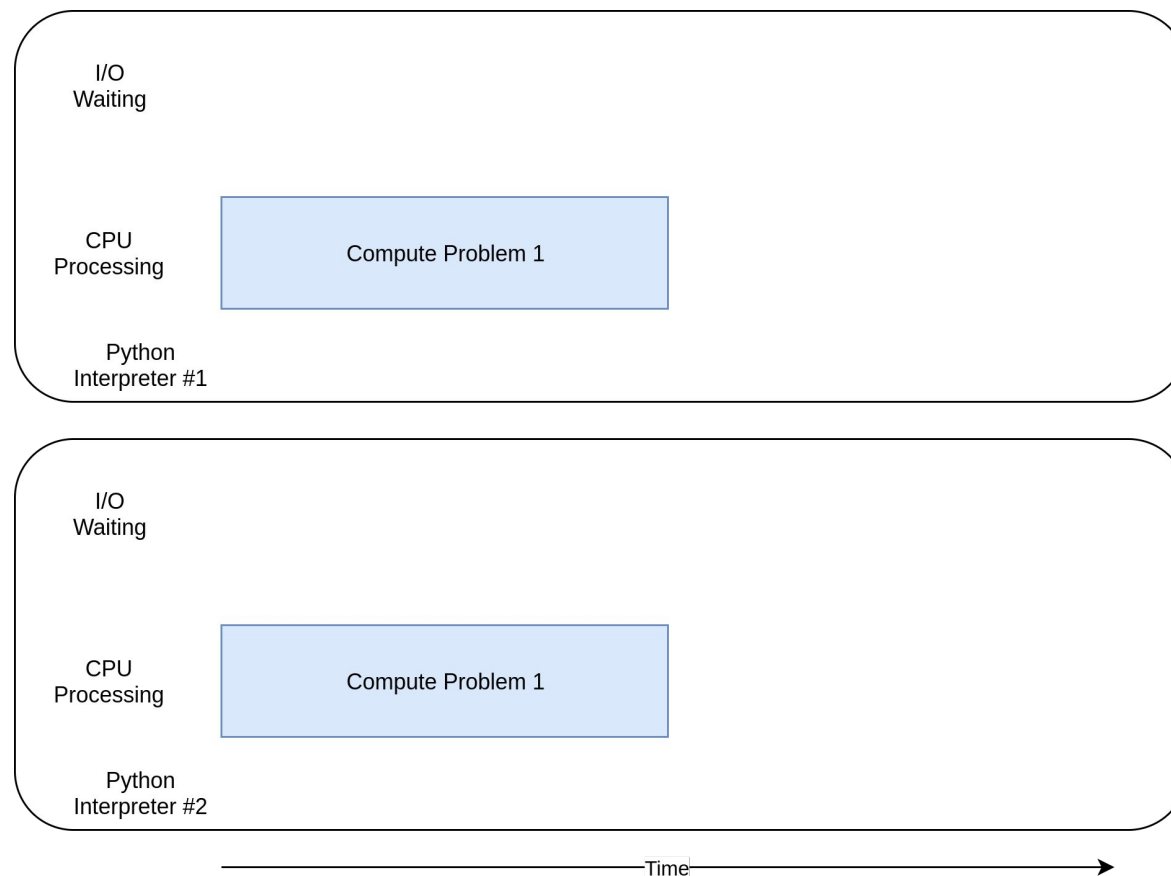 I/O
Waiting
Compute Problem 1
CPU
Processing
Python
Interpreter #1
I/O
Waiting
Compute Problem 1
CPU
Processing
Python
Interpreter #2
Time